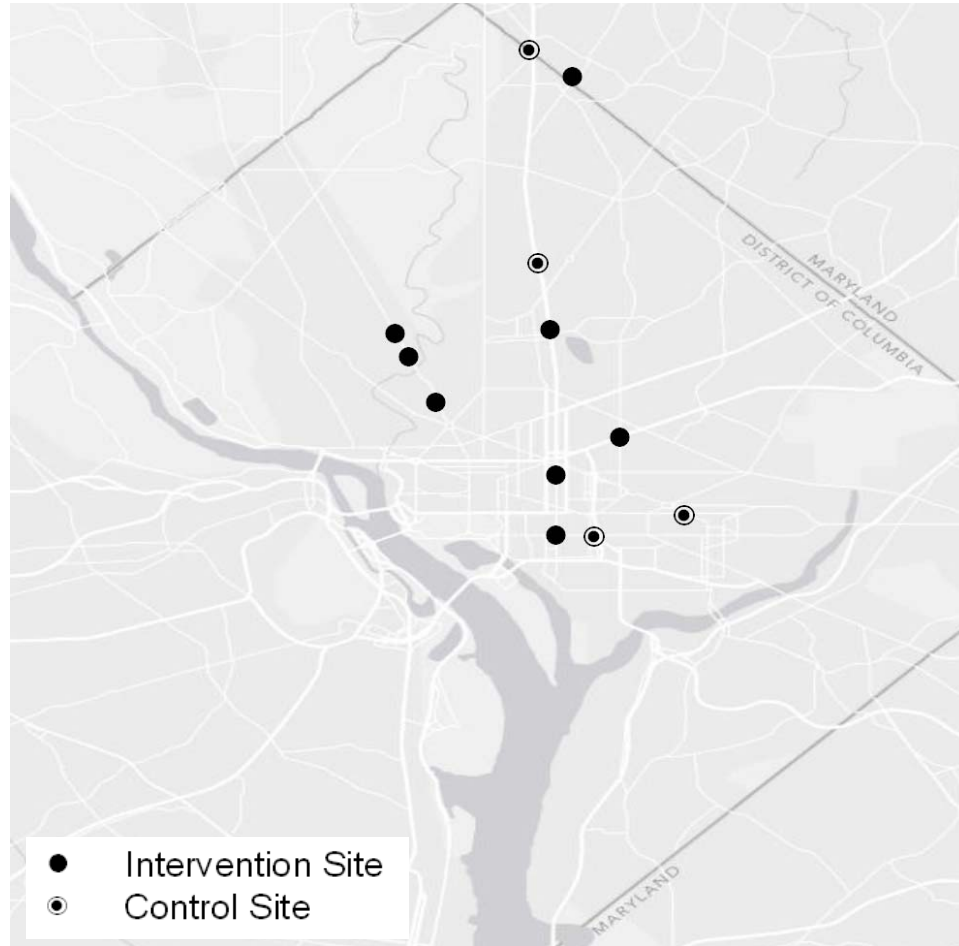 MARYLAND
DISTRICT OF COLUMBIA
MARYLAND
Intervention Site
Control Site